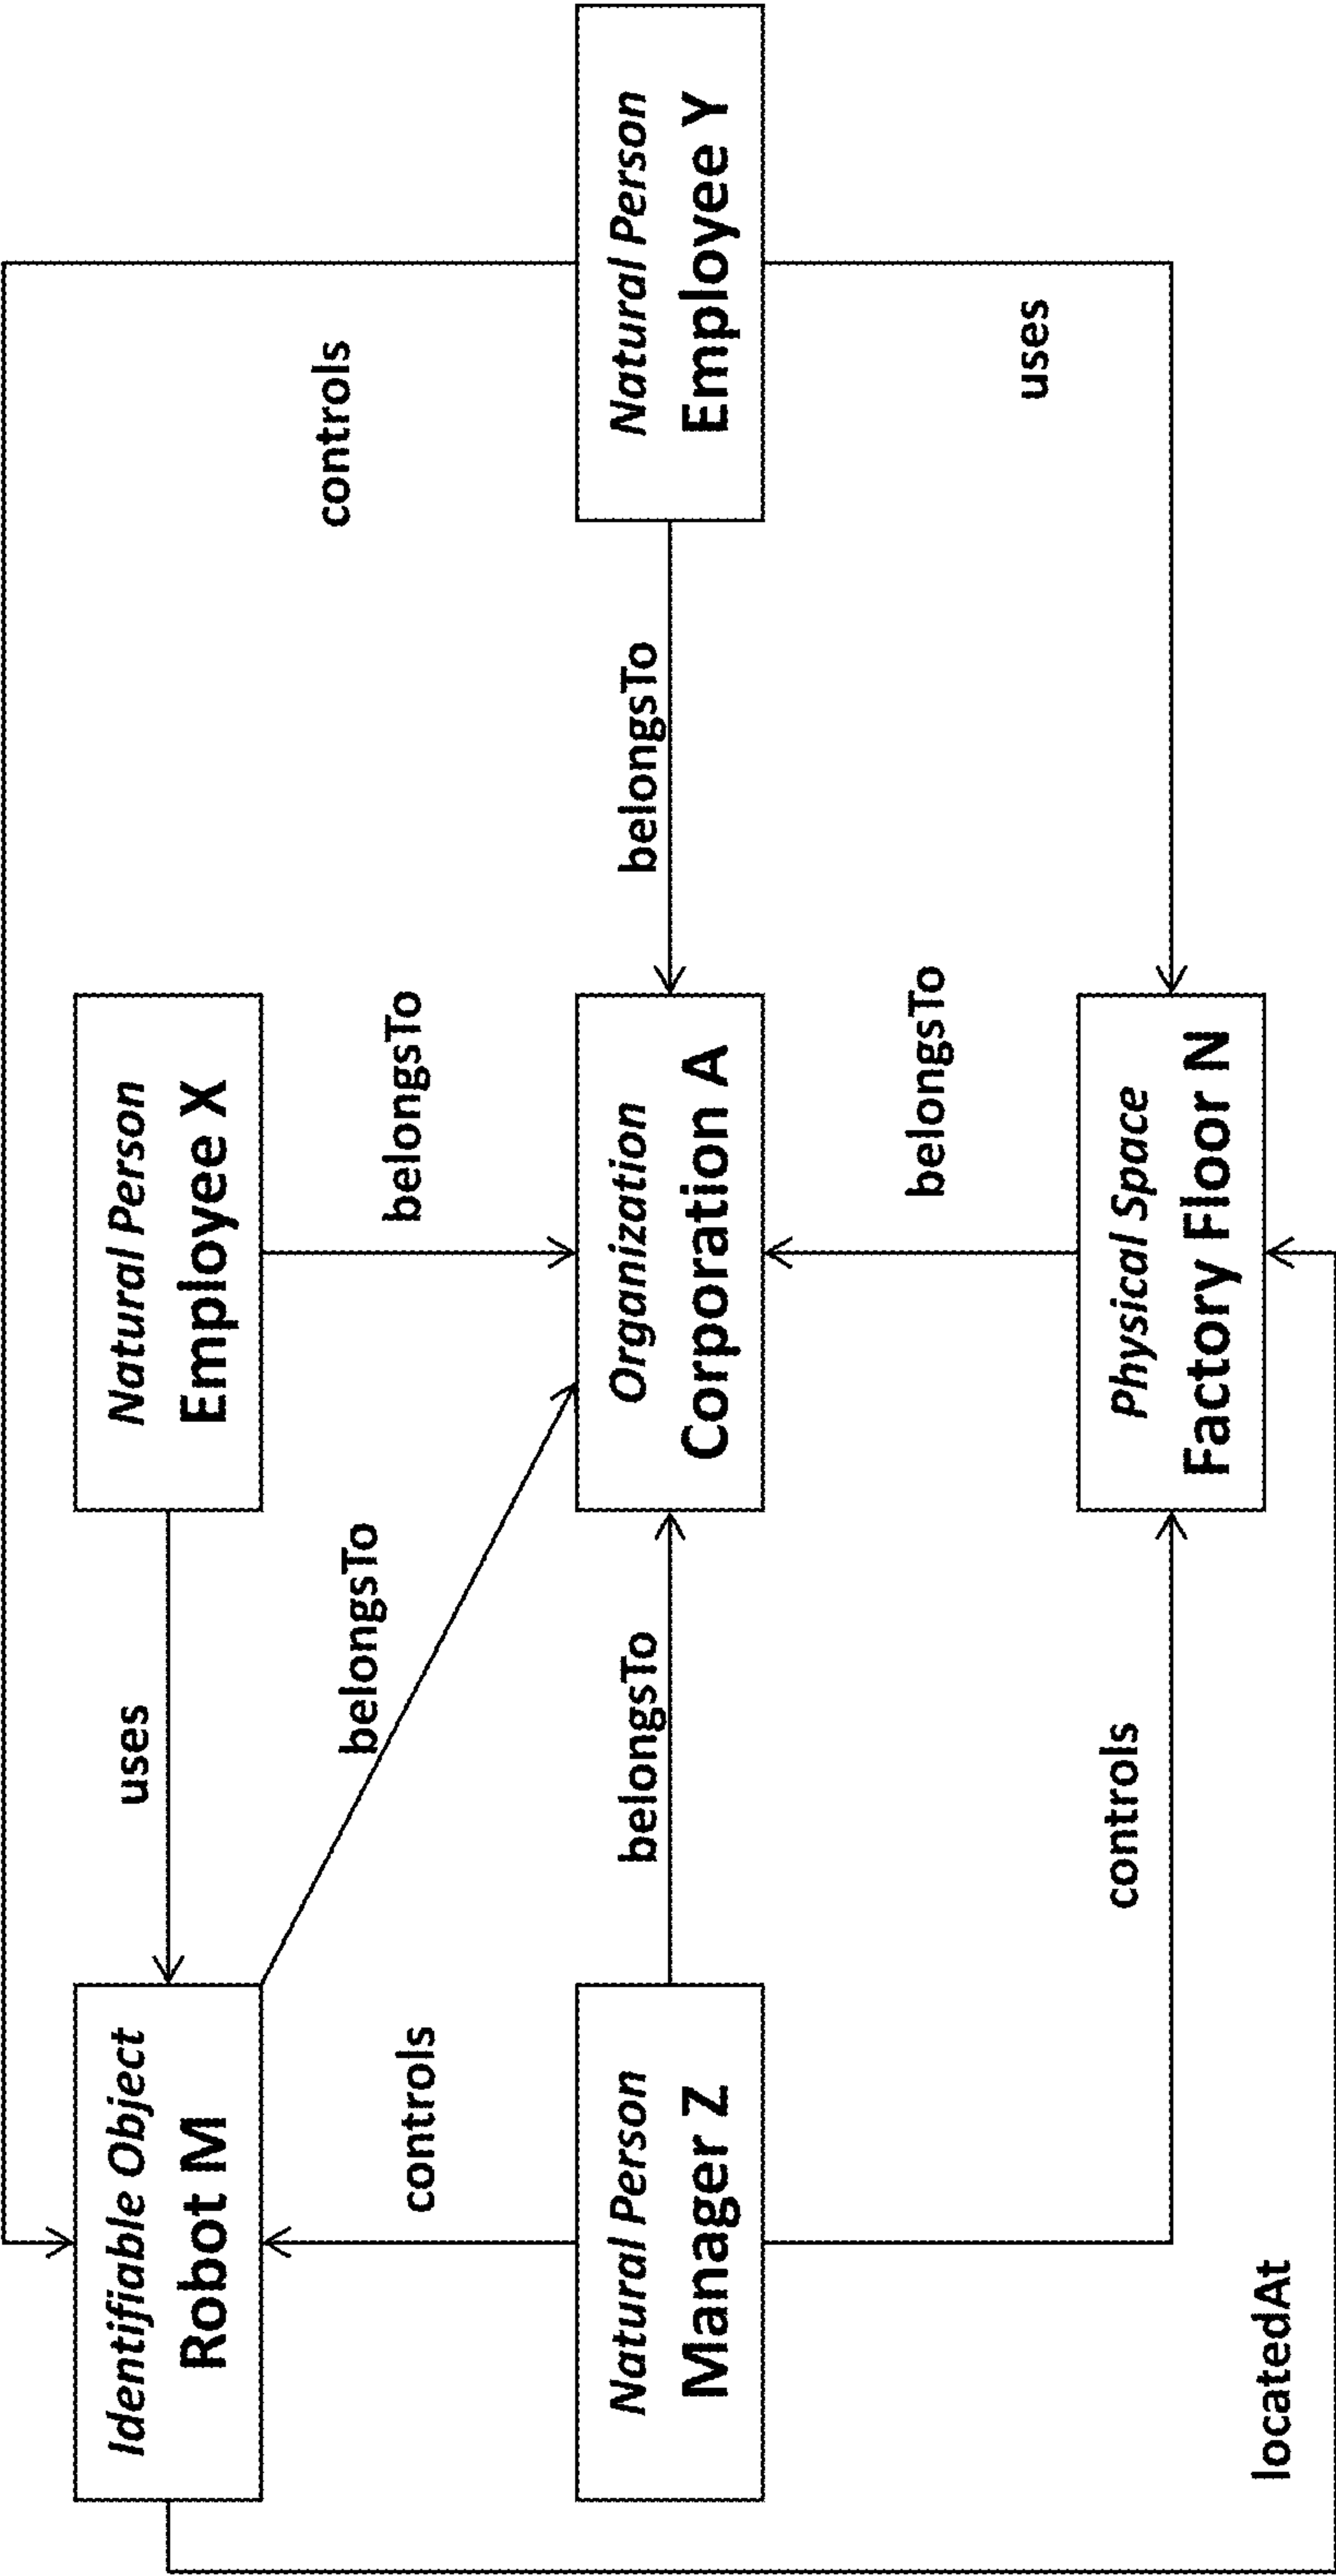 Identifiable Object
Robot M
uses
Natural Person
Employee X
controls
belongsTo
belongsTo
controls
Natural Person
Manager Z
belongsTo
Organization
Corporation A
belongsTo
Natural Person
Employee Y
belongsTo
uses
controls
Physical Space
Factory Floor N
locatedAt